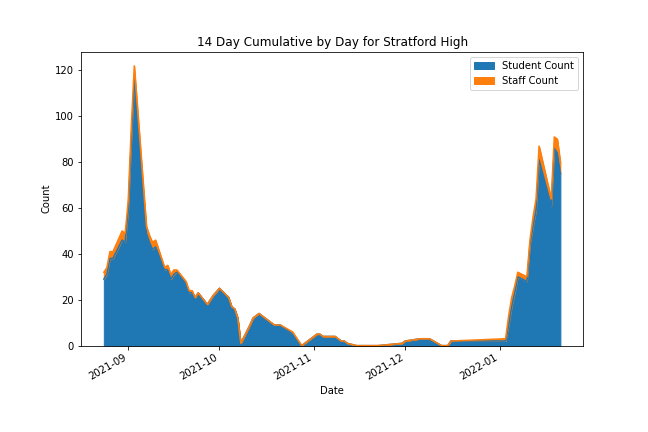 14 Day Cumulative by Day for Stratford High
Student Count
Staff Count
120
100
80
60
40
20
0
Count
2021-09
2021-10
2021-11
2021-12
2022-01
Date